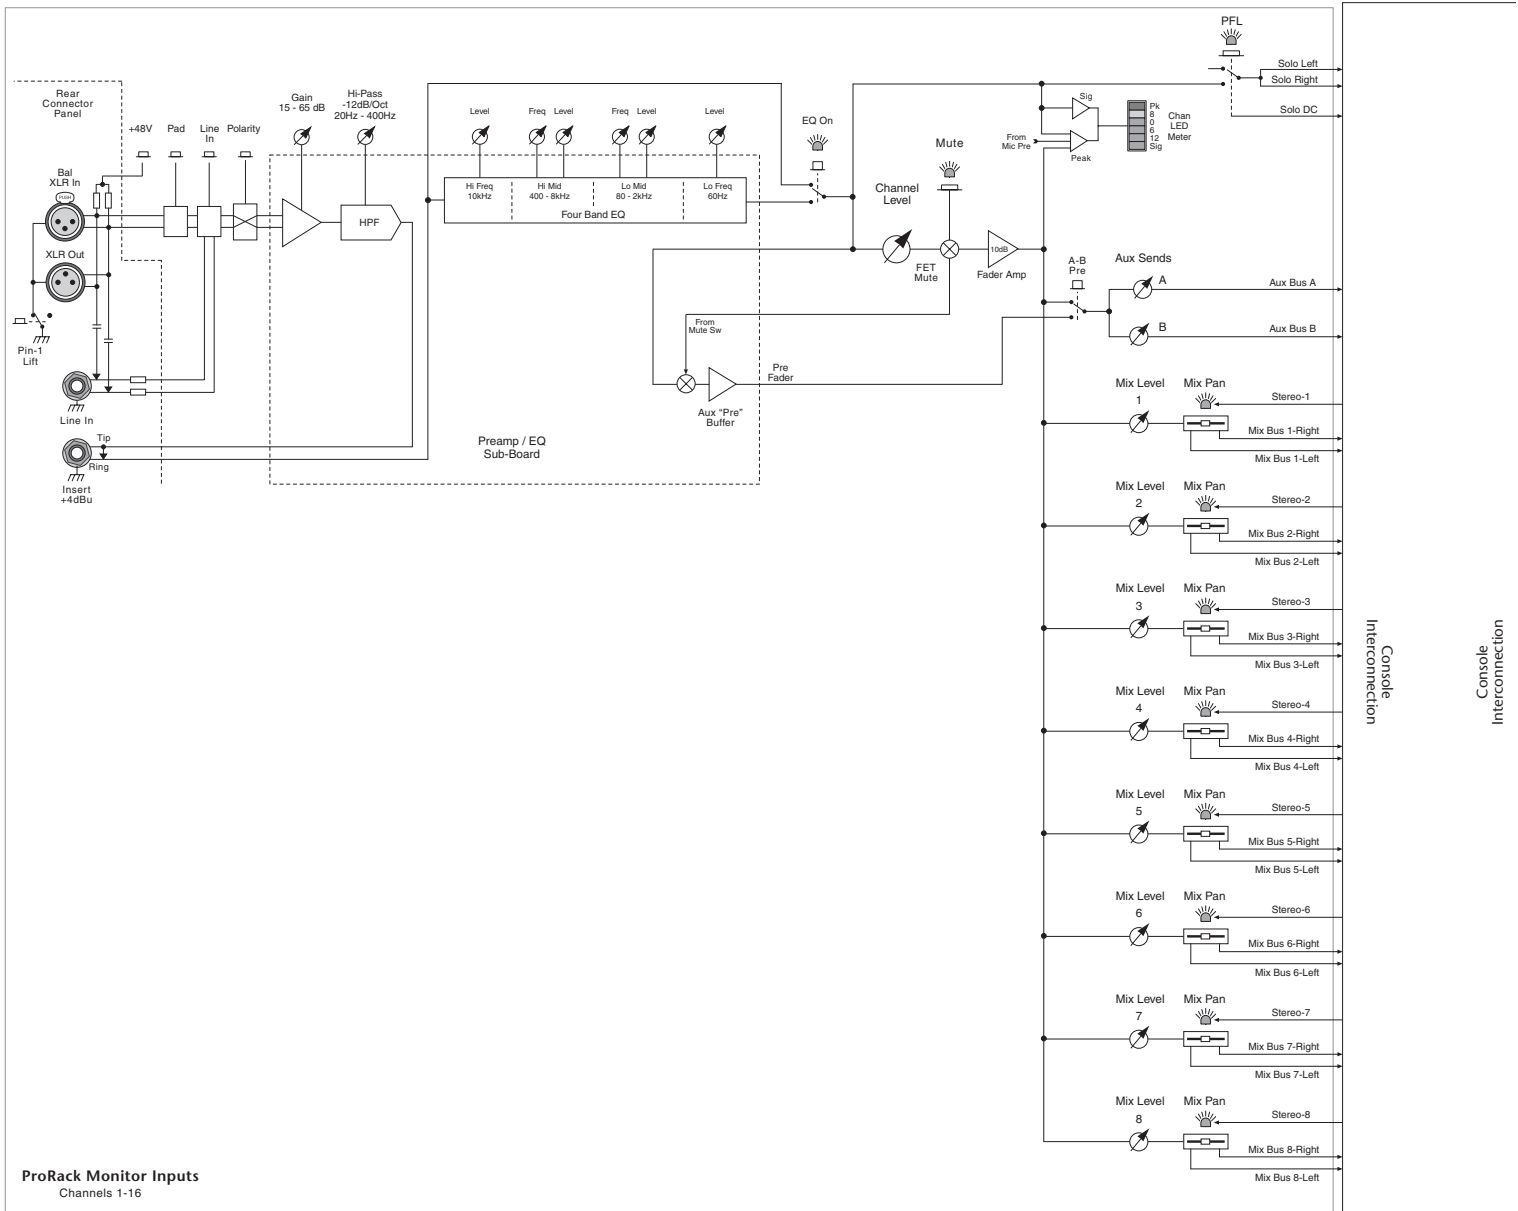 PFL
Solo Left
Solo Right
Solo DC
Rear
Connector
Panel
+48V
Pad
Line
In
Polarity
Gain
15 - 65 dB
Hi-Pass
-12dB/Oct
20Hz - 400Hz
Level
Freq
Level
Freq
Level
Level
EQ On
Sig
From
Mic Pre
Peak
Pk
8
0
6
12
Sig
Chan
LED
Meter
Bal
XLR In
PUSH
Hi Freq
10kHz
Hi Mid
400 - 8kHz
Lo Mid
80 - 2kHz
Lo Freq
60Hz
Four Band EQ
HPF
Mute
Channel
Level
FET
Mute
10dB
Fader Amp
XLR Out
Pin-1
Lift
A-B
Pre
Aux Sends
A
Aux Bus A
B
Aux Bus B
From
Mute Sw
Pre
Fader
Aux “Pre”
Buffer
Line In
Tip
Ring
Insert
+4dBu
Preamp / EQ
Sub-Board
Mix Level
1
Mix Pan
Stereo-1
Mix Bus 1-Right
Mix Bus 1-Left
Mix Level
2
Mix Pan
Stereo-2
Mix Bus 2-Right
Mix Bus 2-Left
Mix Level
3
Mix Pan
Stereo-3
Mix Bus 3-Right
Mix Bus 3-Left
Mix Level
4
Mix Pan
Stereo-4
Mix Bus 4-Right
Mix Bus 4-Left
Mix Level
5
Mix Pan
Stereo-5
Mix Bus 5-Right
Mix Bus 5-Left
Mix Level
6
Mix Pan
Stereo-6
Mix Bus 6-Right
Mix Bus 6-Left
Mix Level
7
Mix Pan
Stereo-7
Mix Bus 7-Right
Mix Bus 7-Left
Mix Level
8
Mix Pan
Stereo-8
Mix Bus 8-Right
Mix Bus 8-Left
Console
Interconnection
Console
Interconnection
ProRack Monitor Inputs
Channels 1-16